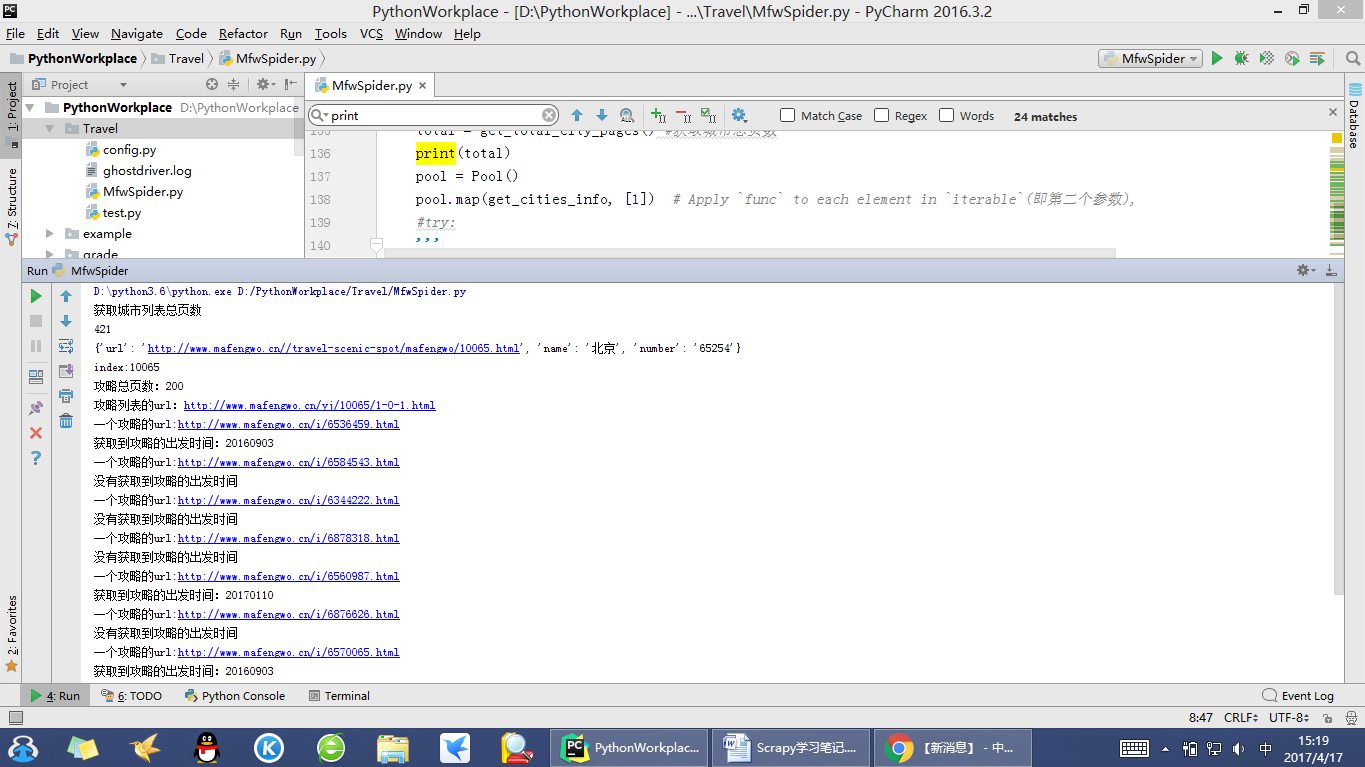 PythonWorkplace - [D:\PythonWorkplace] - ...\Travel\MfwSpider.py - PyCharm 2016.3.2
File Edit View Navigate Code Refactor Run Tools VCS Window Help
PythonWorkplace Travel MfwSpider.py MfwSpider
Project MfwSpider.py
1: Project
7: Structure
2: Favorites
Database
PythonWorkplace D:\PythonWorkplace
Travel
config.py
ghostdriver.log
MfwSpider.py
test.py
example
grade
print Match Case Regex Words 24 matches
135 total = get_total_city_pages() #获取城市总页数
136 print(total)
137 pool = Pool()
138 pool.map(get_cities_info, [1]) # Apply `func` to each element in `iterable`(即第二个参数),
139 #try:
140 '''
Run MfwSpider
D:\python3.6\python.exe D:/PythonWorkplace/Travel/MfwSpider.py
获取城市列表总页数
421
{'url': 'http://www.mafengwo.cn//travel-scenic-spot/mafengwo/10065.html', 'name': '北京', 'number': '65254'}
index:10065
攻略总页数: 200
攻略列表的url: http://www.mafengwo.cn/yj/10065/1-0-1.html
一个攻略的url:http://www.mafengwo.cn/i/6536459.html
获取到攻略的出发时间: 20160903
一个攻略的url:http://www.mafengwo.cn/i/6584543.html
没有获取到攻略的出发时间
一个攻略的url:http://www.mafengwo.cn/i/6344222.html
没有获取到攻略的出发时间
一个攻略的url:http://www.mafengwo.cn/i/6878318.html
没有获取到攻略的出发时间
一个攻略的url:http://www.mafengwo.cn/i/6560987.html
获取到攻略的出发时间: 20170110
一个攻略的url:http://www.mafengwo.cn/i/6876626.html
没有获取到攻略的出发时间
一个攻略的url:http://www.mafengwo.cn/i/6570065.html
获取到攻略的出发时间: 20160903
4: Run 6: TODO Python Console Terminal Event Log
8:47 CRLF UTF-8
PythonWorkplac... Scrapy学习笔记.... 【新消息】 - 中... 中 15:19
2017/4/17